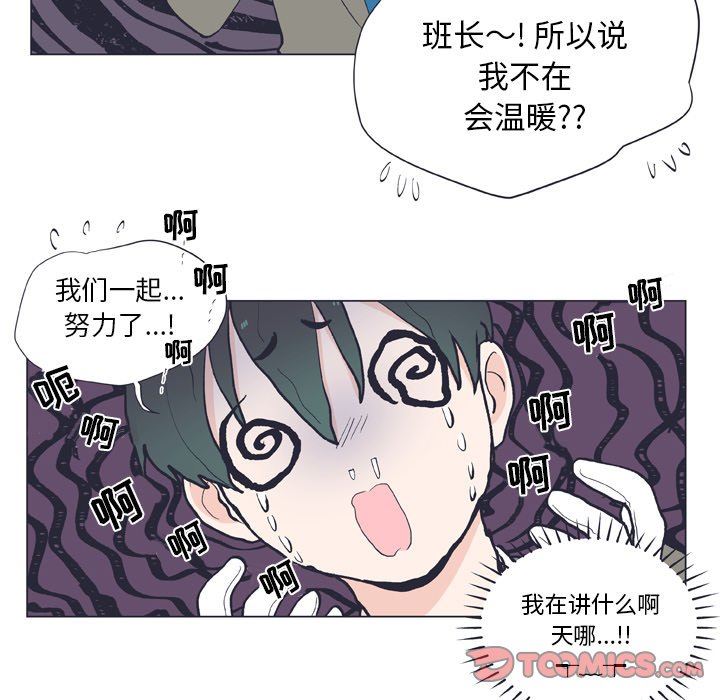 班长～! 所以说
我不在
会温暖??
啊
啊
我们一起...
努力了...!
啊
呃
啊
啊
啊
啊
啊
啊
啊
啊
我在讲什么啊
天哪...!!
TOOMICS.COM